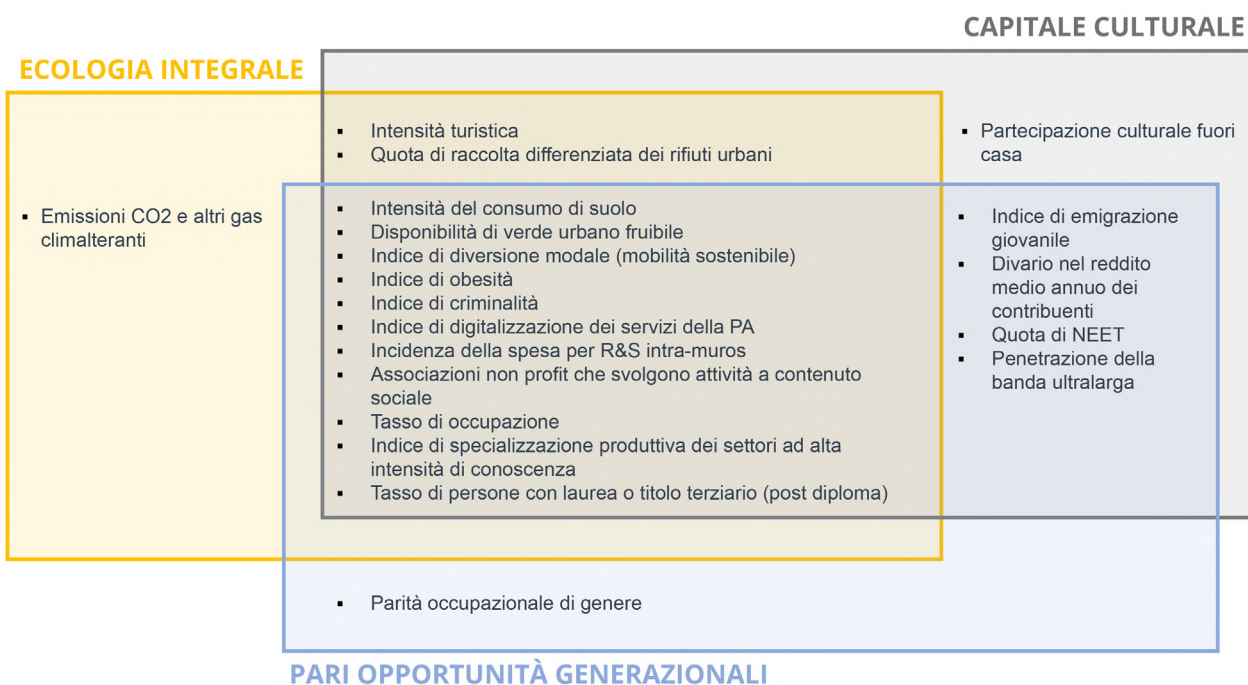 CAPITALE CULTURALE
ECOLOGIA INTEGRALE
▪ Intensità turistica
▪ Quota di raccolta differenziata dei rifiuti urbani
▪ Partecipazione culturale fuori
casa
▪ Emissioni CO2 e altri gas
climalteranti
▪ Intensità del consumo di suolo
▪ Disponibilità di verde urbano fruibile
▪ Indice di diversione modale (mobilità sostenibile)
▪ Indice di obesità
▪ Indice di criminalità
▪ Indice di digitalizzazione dei servizi della PA
▪ Incidenza della spesa per R&S intra-muros
▪ Associazioni non profit che svolgono attività a contenuto
sociale
▪ Tasso di occupazione
▪ Indice di specializzazione produttiva dei settori ad alta
intensità di conoscenza
▪ Tasso di persone con laurea o titolo terziario (post diploma)
▪ Indice di emigrazione
giovanile
▪ Divario nel reddito
medio annuo dei
contribuenti
▪ Quota di NEET
▪ Penetrazione della
banda ultralarga
▪ Parità occupazionale di genere
PARI OPPORTUNITÀ GENERAZIONALI